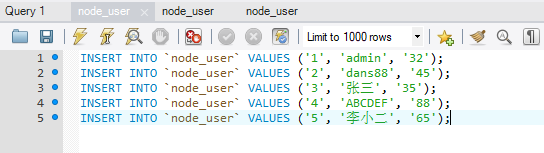 Query 1
node_user
node_user
node_user
Limit to 1000 rows
1 INSERT INTO `node_user` VALUES ('1', 'admin', '32');
2 INSERT INTO `node_user` VALUES ('2', 'dans88', '45');
3 INSERT INTO `node_user` VALUES ('3', '张三', '35');
4 INSERT INTO `node_user` VALUES ('4', 'ABCDEF', '88');
5 INSERT INTO `node_user` VALUES ('5', '李小二', '65');